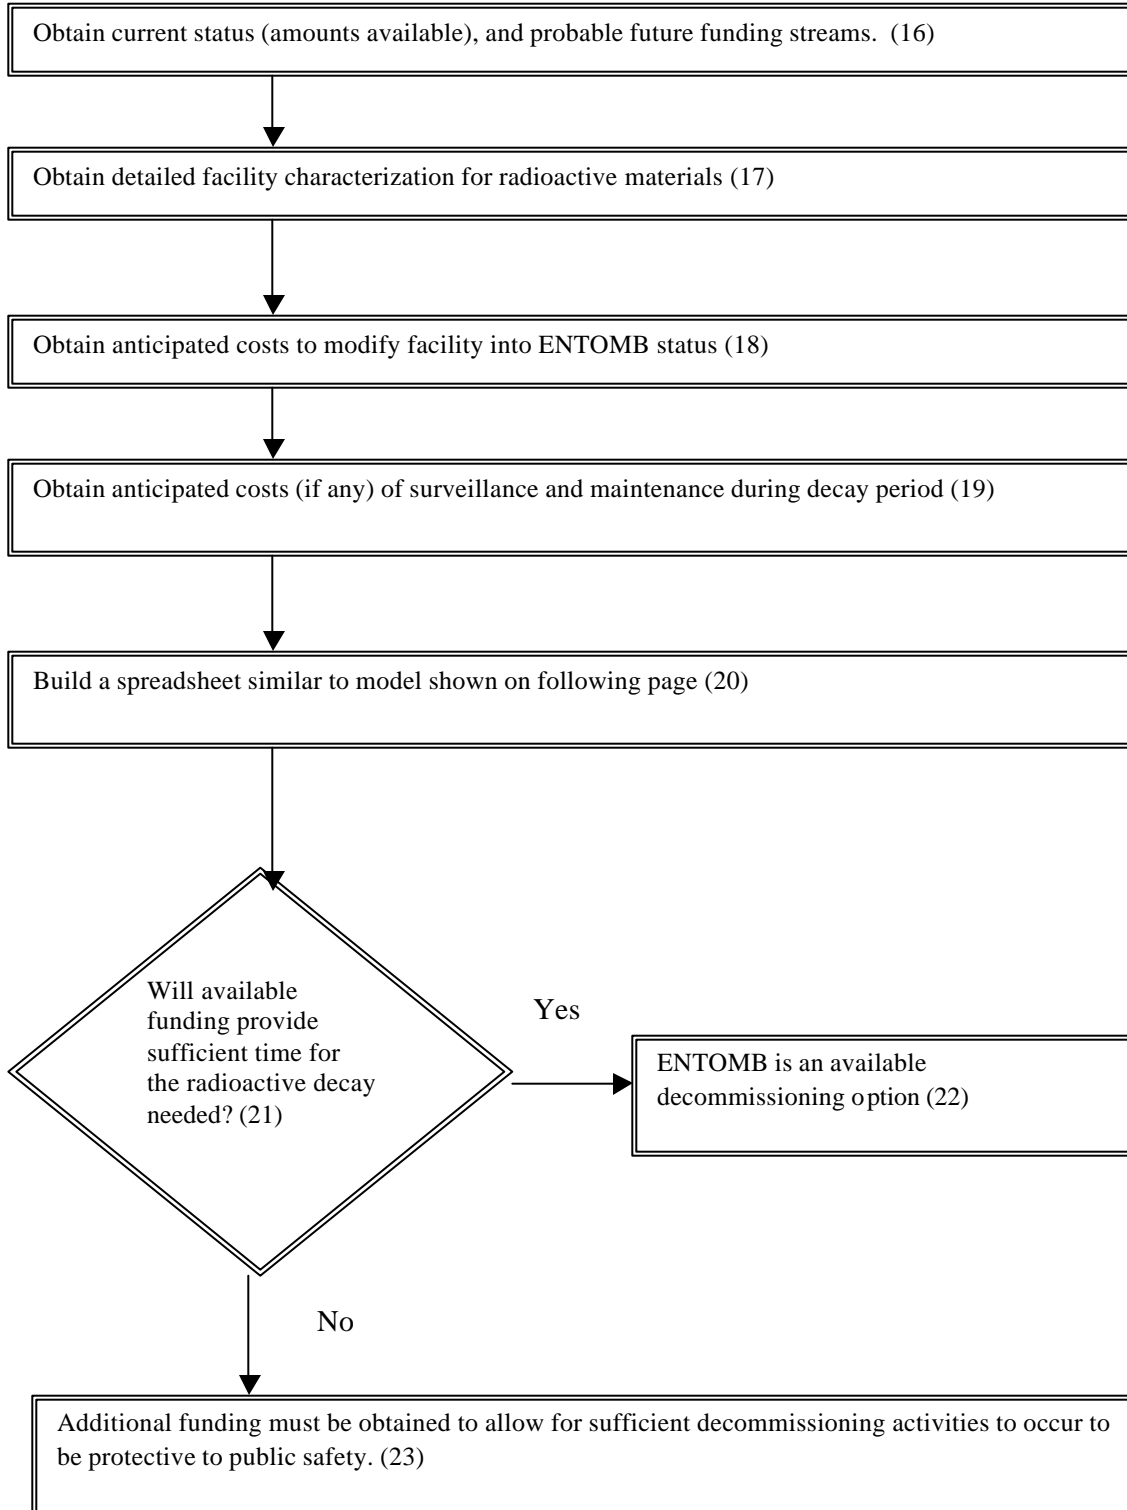 Obtain current status (amounts available), and probable future funding streams.  (16)
Obtain detailed facility characterization for radioactive materials (17)
Obtain anticipated costs to modify facility into ENTOMB status (18)
Obtain anticipated costs (if any) of surveillance and maintenance during decay period (19)
Build a spreadsheet similar to model shown on following page (20)
Will available
funding provide
sufficient time for
the radioactive decay
needed? (21)
Yes
ENTOMB is an available
decommissioning option (22)
No
Additional funding must be obtained to allow for sufficient decommissioning activities to occur to
be protective to public safety. (23)